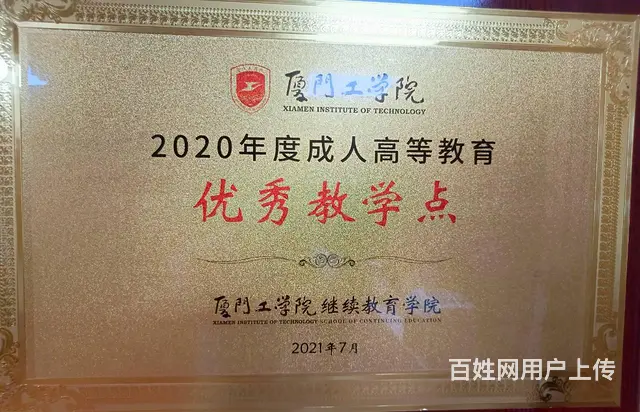 厦門工学院
XIAMEN INSTITUTE OF TECHNOLOGY
2020年度成人高等教育
优秀教学点
厦門工学院继续教育学院
XIAMEN INSTITUTE OF TECHNOLOGY SCHOOL OF CONTINUING EDUCATION
2021年7月
百姓网用户上传